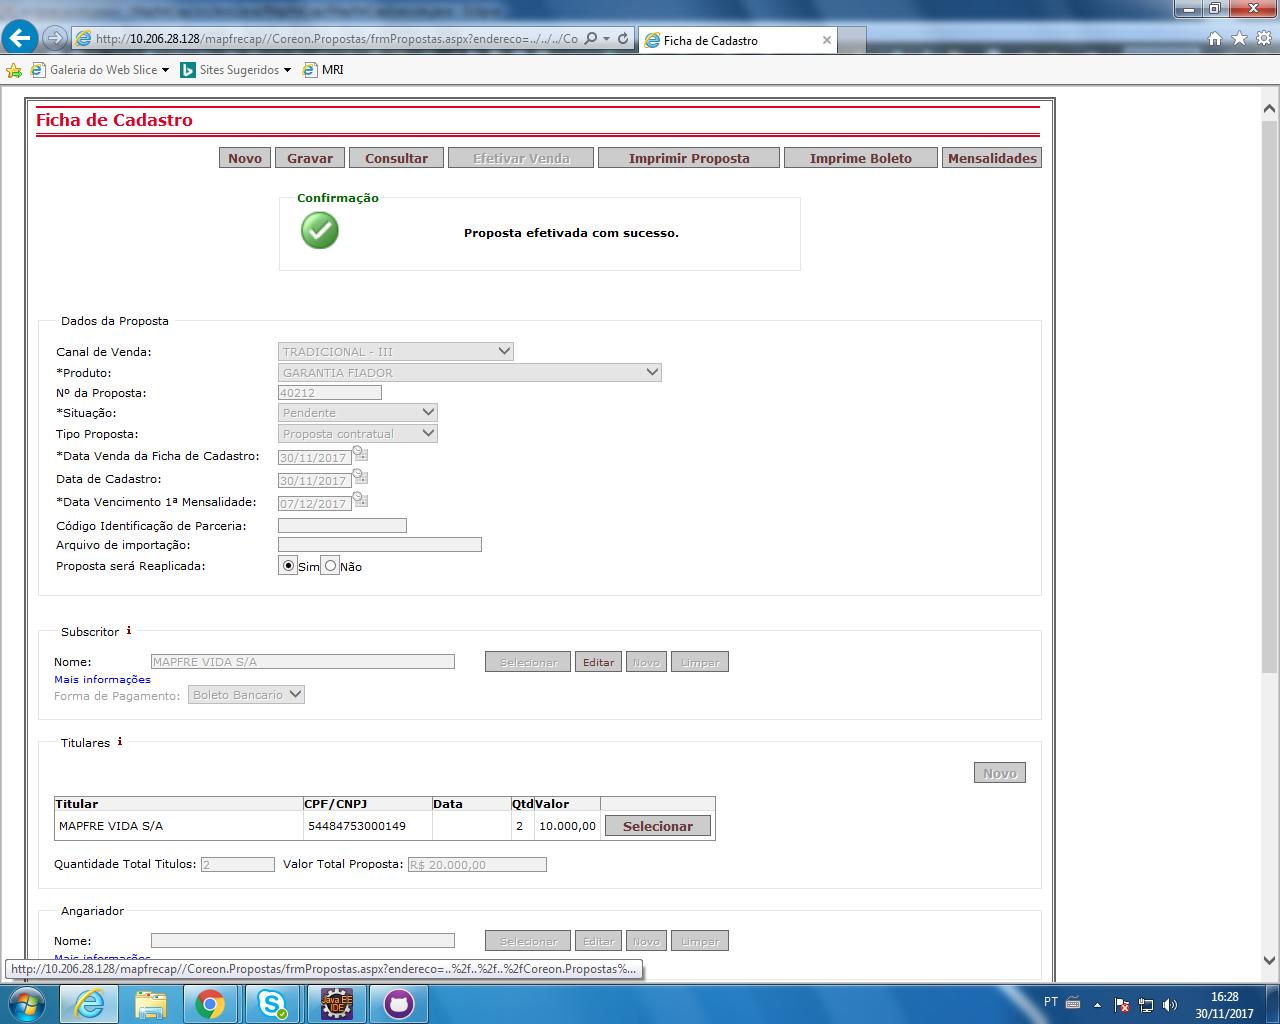 http://10.206.28.128/mapfrecap//Coreon.Propostas/frmPropostas.aspx?endereco=../../../Co
Ficha de Cadastro
Galeria do Web Slice
Sites Sugeridos
MRI
Ficha de Cadastro
Novo Gravar Consultar Efetivar Venda Imprimir Proposta Imprime Boleto Mensalidades
Confirmação
Proposta efetivada com sucesso.
Dados da Proposta
Canal de Venda: TRADICIONAL - III
*Produto: GARANTIA FIADOR
Nº da Proposta: 40212
*Situação: Pendente
Tipo Proposta: Proposta contratual
*Data Venda da Ficha de Cadastro: 30/11/2017
Data de Cadastro: 30/11/2017
*Data Vencimento 1ª Mensalidade: 07/12/2017
Código Identificação de Parceria:
Arquivo de importação:
Proposta será Reaplicada: Sim Não
Subscritor i
Nome: MAPFRE VIDA S/A Selecionar Editar Novo Limpar
Mais informações
Forma de Pagamento: Boleto Bancario
Titulares i
Novo
Titular CPF/CNPJ Data Qtd Valor
MAPFRE VIDA S/A 54484753000149 2 10.000,00 Selecionar
Quantidade Total Titulos: 2 Valor Total Proposta: R$ 20.000,00
Angariador
Nome: Selecionar Editar Novo Limpar
Mais informações
http://10.206.28.128/mapfrecap//Coreon.Propostas/frmPropostas.aspx?endereco=..%2f..%2f..%2fCoreon.Propostas%...
Java EE
IDE
PT
16:28
30/11/2017